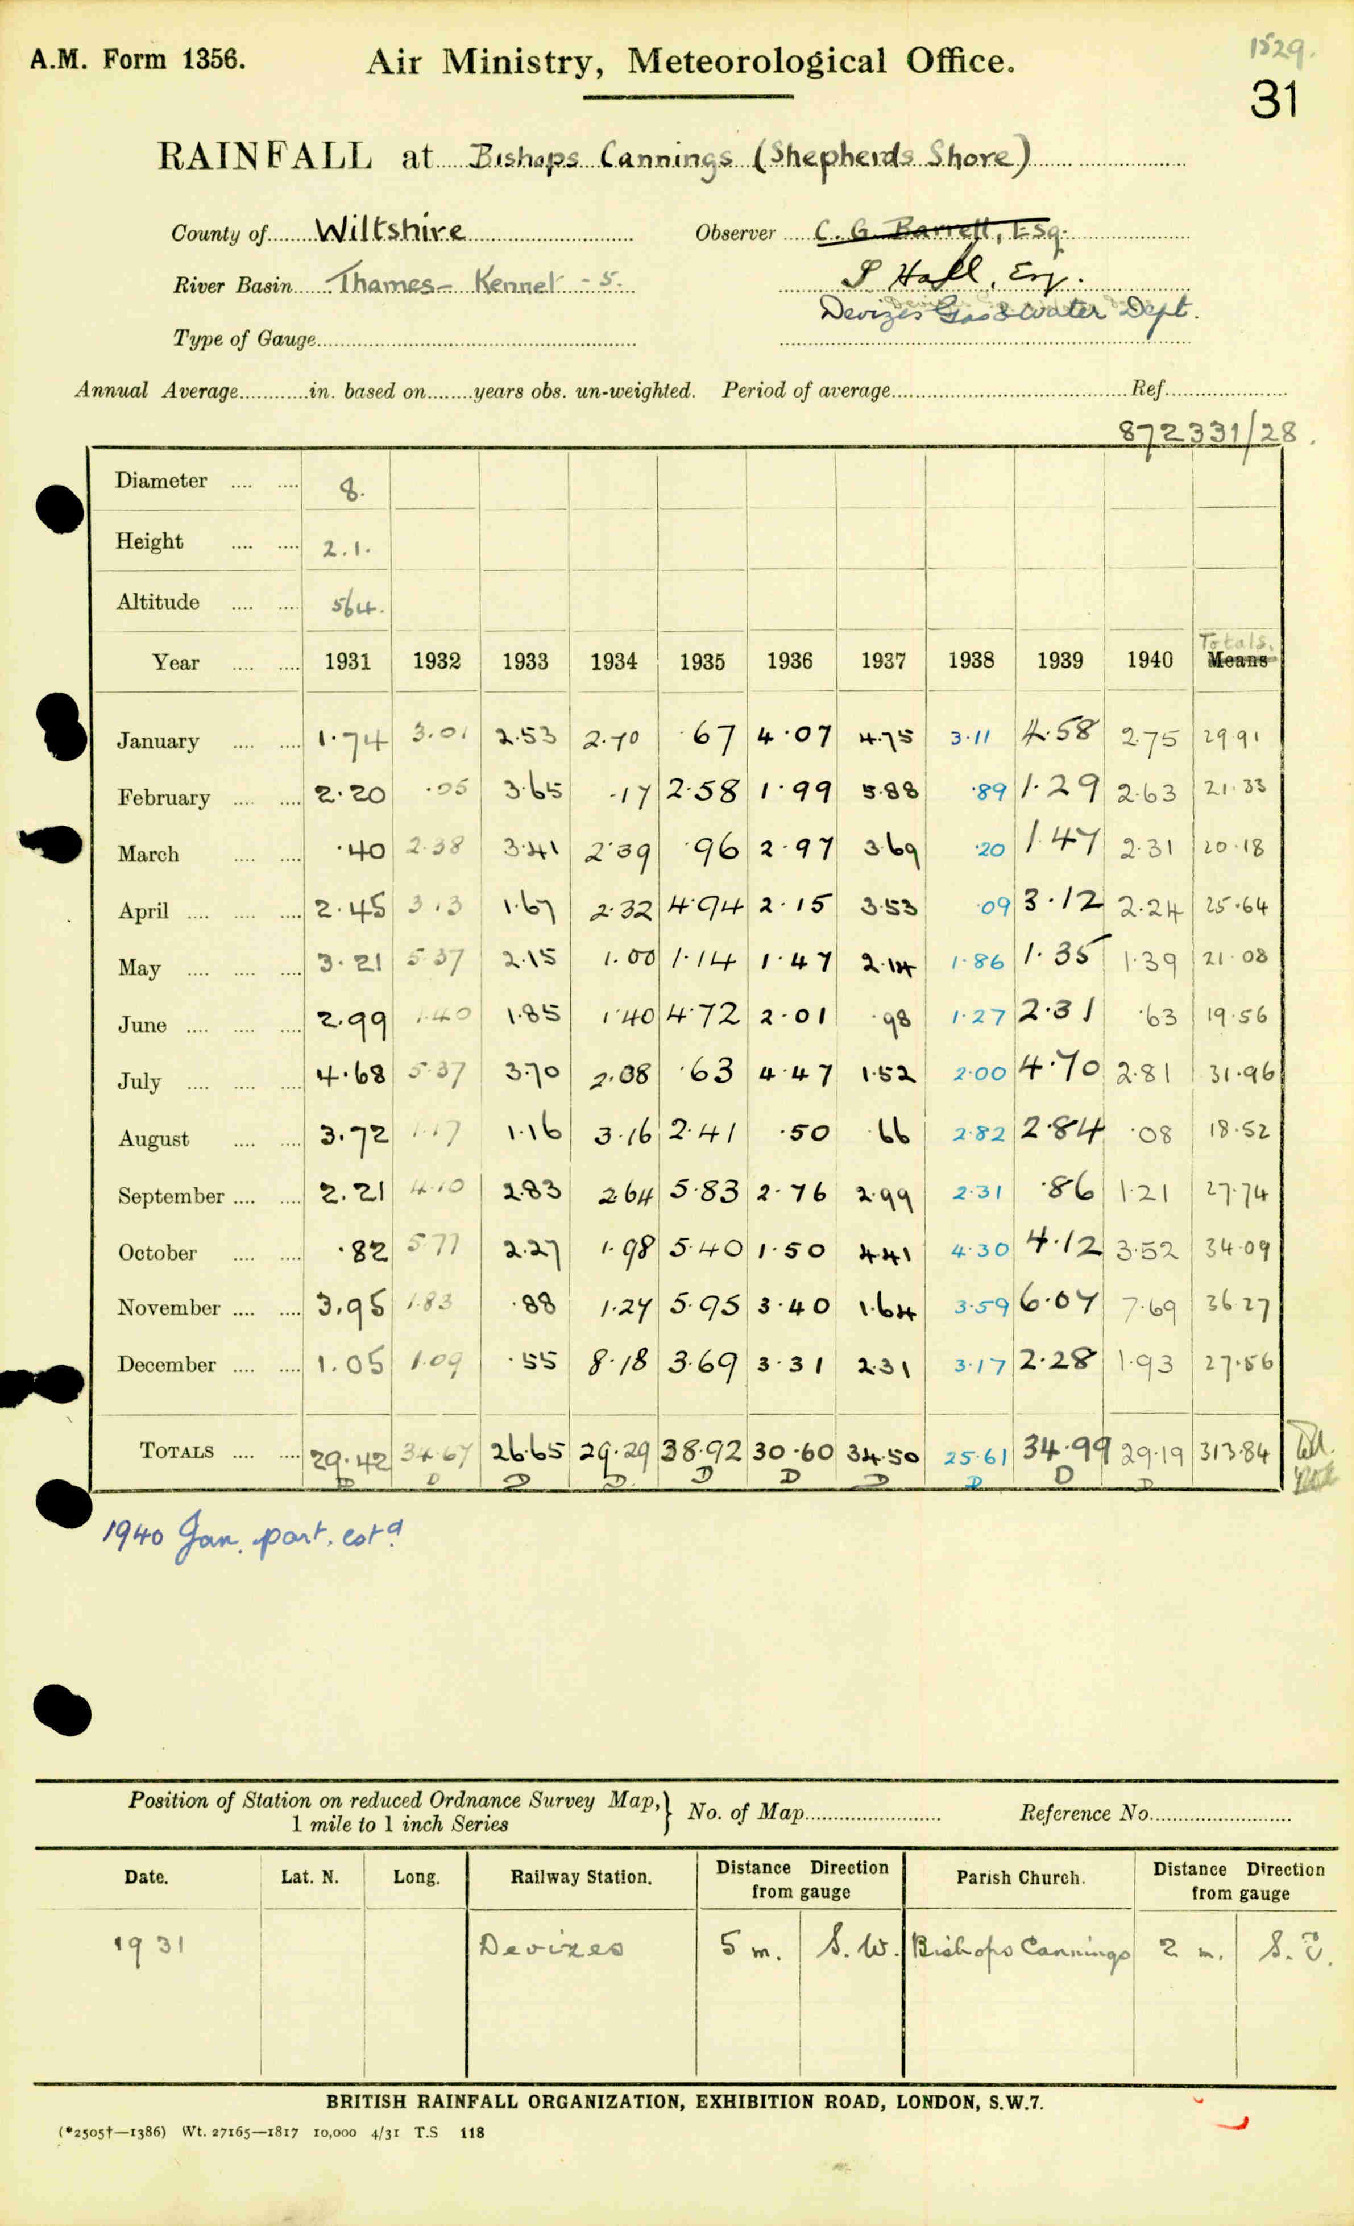 1529.
A.M. Form 1356. Air Ministry, Meteorological Office.
31
RAINFALL at Bishops Cannings (Shepherds Shore)
County of Wiltshire Observer C. G. Barrett, Esq.
River Basin Thames - Kennet - 5. S Hall, Esq.
Devizes Gas & Water Dept.
Type of Gauge
Annual Average in. based on years obs. un-weighted. Period of average Ref.
872331/28.
Diameter 8.
Height 2.1.
Altitude 564.
Totals.
Year 1931 1932 1933 1934 1935 1936 1937 1938 1939 1940 Means
January 1.74 3.01 2.53 2.70 .67 4.07 4.75 3.11 4.58 2.75 29.91
February 2.20 .05 3.65 .17 2.58 1.99 5.88 .89 1.29 2.63 21.33
March .40 2.38 3.41 2.39 .96 2.97 3.69 .20 1.47 2.31 20.18
April 2.45 3.13 1.67 2.32 4.94 2.15 3.53 .09 3.12 2.24 25.64
May 3.21 5.37 2.15 1.00 1.14 1.47 2.14 1.86 1.35 1.39 21.08
June 2.99 1.40 1.85 1.40 4.72 2.01 .98 1.27 2.31 .63 19.56
July 4.68 5.37 3.70 2.08 .63 4.47 1.52 2.00 4.70 2.81 31.96
August 3.72 1.17 1.16 3.16 2.41 .50 .66 2.82 2.84 .08 18.52
September 2.21 4.10 2.83 2.64 5.83 2.76 2.99 2.31 .86 1.21 27.74
October .82 5.77 2.27 1.98 5.40 1.50 4.41 4.30 4.12 3.52 34.09
November 3.95 1.83 .88 1.27 5.95 3.40 1.64 3.59 6.07 7.69 36.27
December 1.05 1.09 .55 8.18 3.69 3.31 2.31 3.17 2.28 1.93 27.56
TOTALS 29.42 34.67 26.65 29.29 38.92 30.60 34.50 25.61 34.99 29.19 313.84
D D D D. D D D D D D
1940 Jan. part. estd
Position of Station on reduced Ordnance Survey Map, 1 mile to 1 inch Series } No. of Map Reference No.
Date. Lat. N. Long. Railway Station. Distance Direction from gauge Parish Church. Distance Direction from gauge
1931 Devizes 5 m. S.W. Bishops Cannings 2 m.
BRITISH RAINFALL ORGANIZATION, EXHIBITION ROAD, LONDON, S.W.7.
(*2505†—1386) Wt. 27165—1817 10,000 4/31 T.S 118